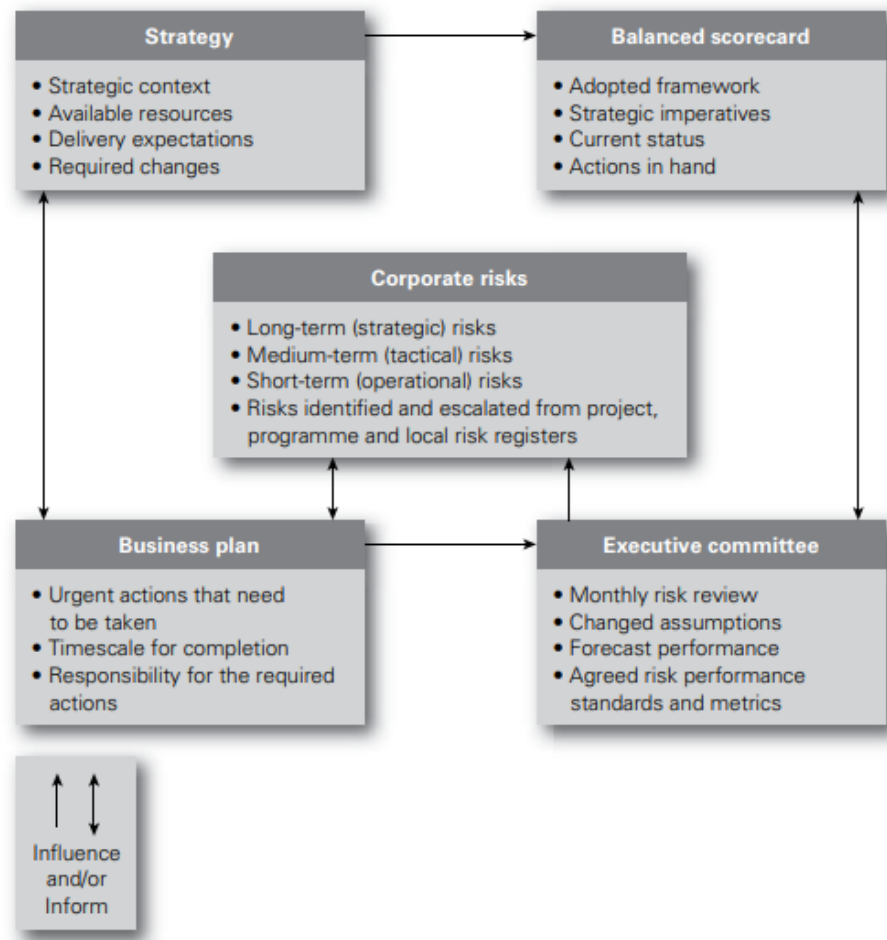 Strategy
• Strategic context
• Available resources
• Delivery expectations
• Required changes
Balanced scorecard
• Adopted framework
• Strategic imperatives
• Current status
• Actions in hand
Corporate risks
• Long-term (strategic) risks
• Medium-term (tactical) risks
• Short-term (operational) risks
• Risks identified and escalated from project,
programme and local risk registers
Business plan
• Urgent actions that need
to be taken
• Timescale for completion
• Responsibility for the required
actions
Executive committee
• Monthly risk review
• Changed assumptions
• Forecast performance
• Agreed risk performance
standards and metrics
Influence
and/or
Inform